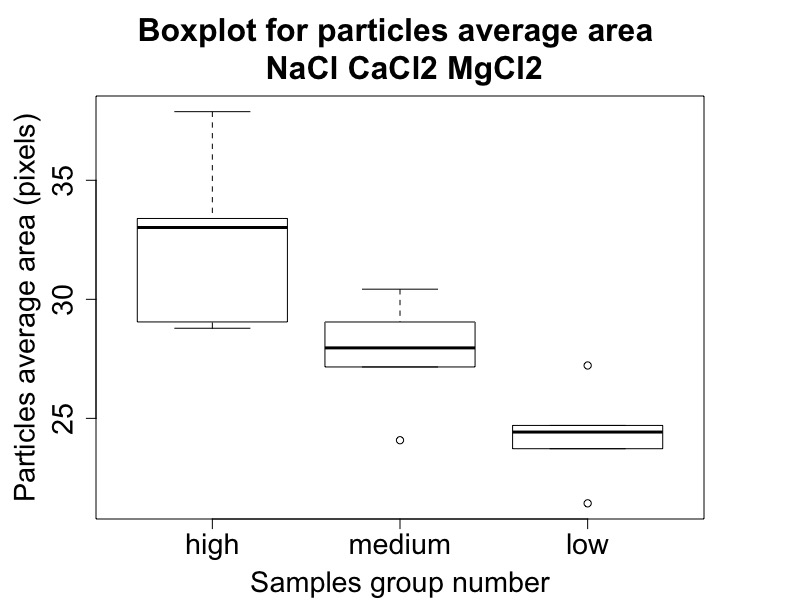 Boxplot for particles average area
NaCl CaCl2 MgCl2
Particles average area (pixels)
35
30
25
high medium low
Samples group number